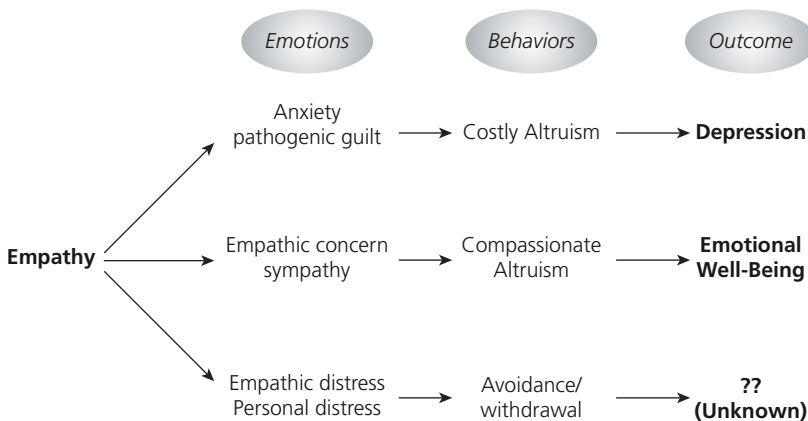 Emotions
Behaviors
Outcome
Anxiety
pathogenic guilt
Costly Altruism
Depression
Empathy
Empathic concern
sympathy
Compassionate
Altruism
Emotional
Well-Being
Empathic distress
Personal distress
Avoidance/
withdrawal
??
(Unknown)